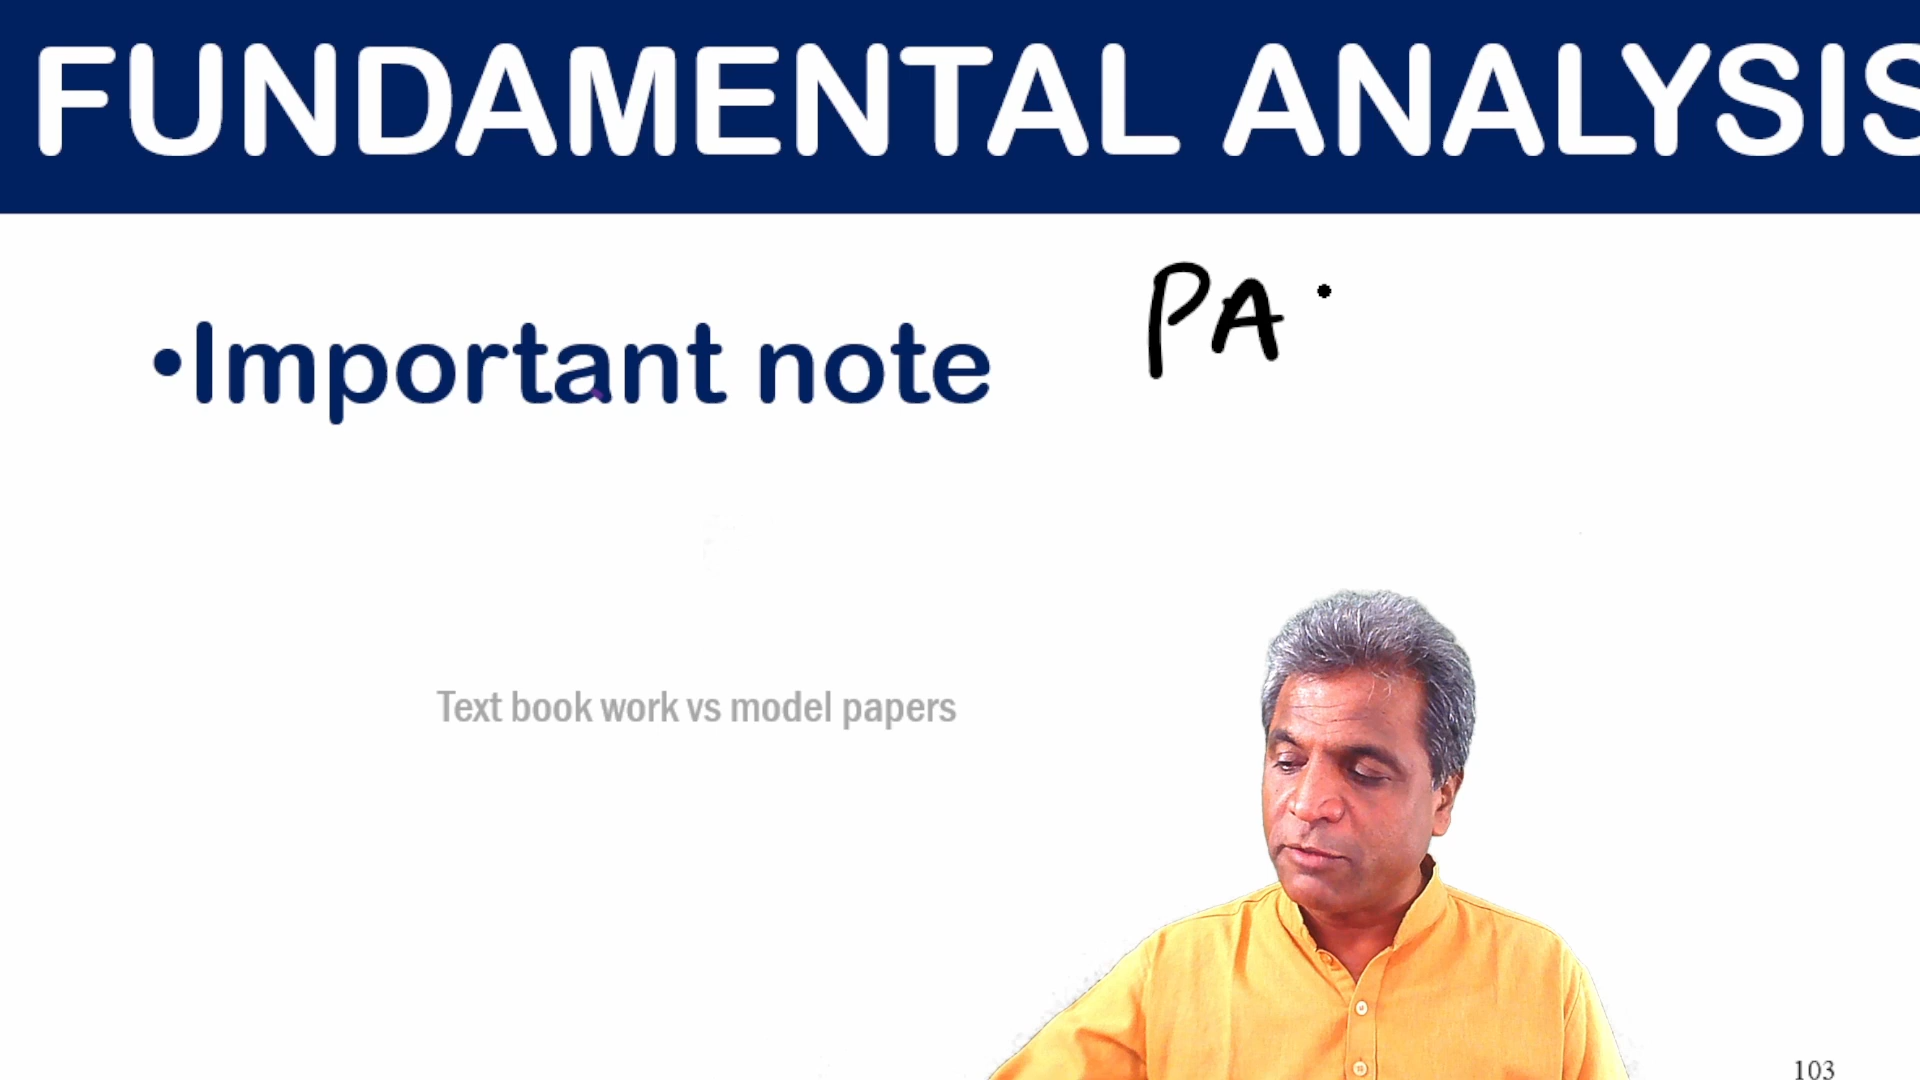 FUNDAMENTAL ANALYSIS
•Important note
PA
Text book work vs model papers
103